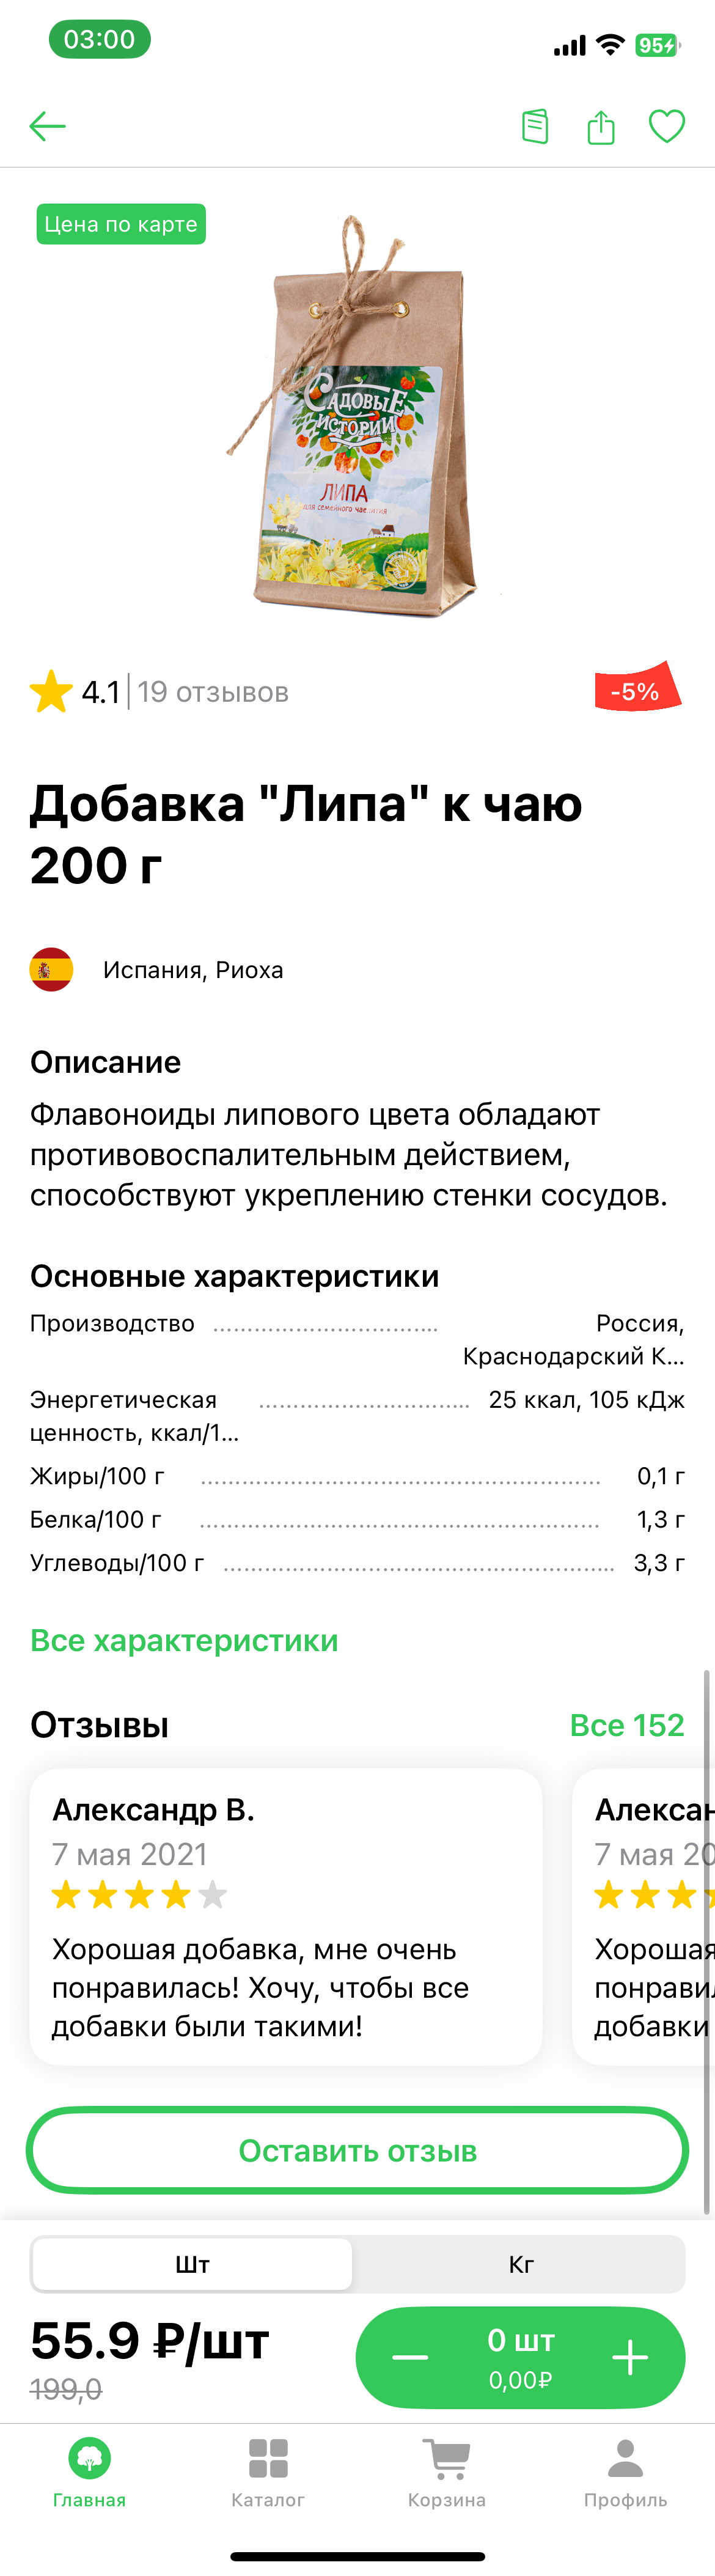 03:00
95
Цена по карте
САДОВЫЕ
ИСТОРИИ
ЛИПА
для семейного чаепития
4.1
19 отзывов
-5%
Добавка "Липа" к чаю
200 г
Испания, Риоха
Описание
Флавоноиды липового цвета обладают
противовоспалительным действием,
способствуют укреплению стенки сосудов.
Основные характеристики
Производство ................................. Россия,
Краснодарский К...
Энергетическая ............................... 25 ккал, 105 кДж
ценность, ккал/1...
Жиры/100 г .......................................................... 0,1 г
Белка/100 г .......................................................... 1,3 г
Углеводы/100 г ......................................................... 3,3 г
Все характеристики
Отзывы Все 152
Александр В.
7 мая 2021
Хорошая добавка, мне очень
понравилась! Хочу, чтобы все
добавки были такими!
Алексан
7 мая 20
Хорошая
понравил
добавки
Оставить отзыв
Шт Кг
55.9 ₽/шт
199,0
0 шт
0,00₽
Главная Каталог Корзина Профиль